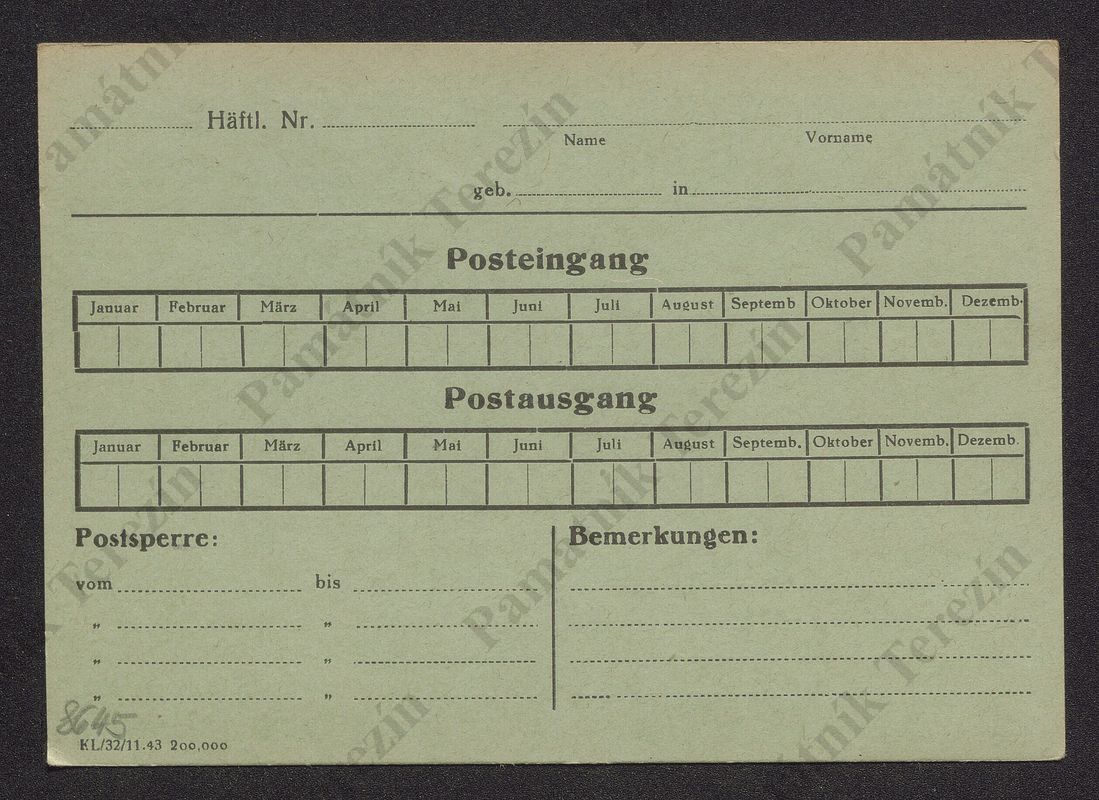 Häftl. Nr.
Name Vorname
geb. in
Posteingang
Januar Februar März April Mai Juni Juli August Septemb Oktober Novemb. Dezemb.
Postausgang
Januar Februar März April Mai Juni Juli August Septemb. Oktober Novemb. Dezemb.
Postsperre: Bemerkungen:
vom bis
„ „
„ „
„ „
8645
KL/32/11.43 200,000
Památník Terezín